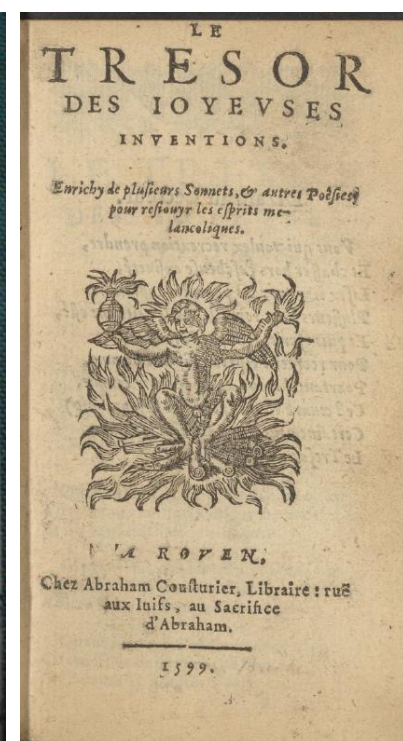 LE
TRESOR
DES IOYEVSES
INVENTIONS.
Enrichy de plusieurs Sonnets, & autres Poësies,
pour resiouyr les esprits me-
lancoliques.
A ROVEN,
Chez Abraham Cousturier, Libraire : ruë
aux Iuifs, au Sacrifice
d'Abraham.
1599.